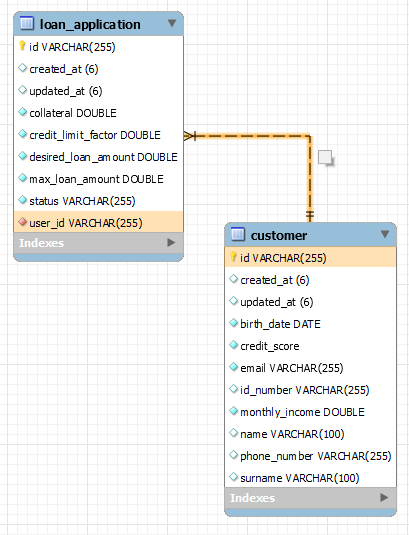 loan_application
id VARCHAR(255)
created_at (6)
updated_at (6)
collateral DOUBLE
credit_limit_factor DOUBLE
desired_loan_amount DOUBLE
max_loan_amount DOUBLE
status VARCHAR(255)
user_id VARCHAR(255)
Indexes
customer
id VARCHAR(255)
created_at (6)
updated_at (6)
birth_date DATE
credit_score
email VARCHAR(255)
id_number VARCHAR(255)
monthly_income DOUBLE
name VARCHAR(100)
phone_number VARCHAR(255)
surname VARCHAR(100)
Indexes